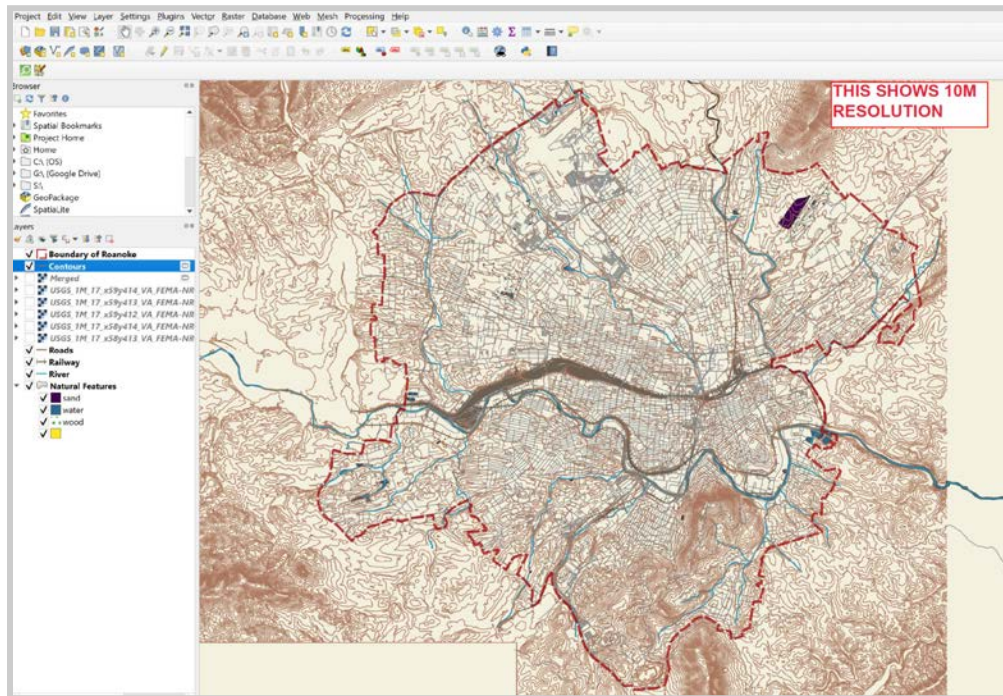 Project Edit View Layer Settings Plugins Vector Raster Database Web Mesh Processing Help
Browser
Favorites
Spatial Bookmarks
Project Home
Home
C:\ (OS)
G:\ (Google Drive)
S:\
GeoPackage
SpatiaLite
ayers
Boundary of Roanoke
Contours
Merged
USGS_1M_17_x59y414_VA_FEMA-NR
USGS_1M_17_x59y413_VA_FEMA-NR
USGS_1M_17_x59y412_VA_FEMA-NR
USGS_1M_17_x58y414_VA_FEMA-NR
USGS_1M_17_x58y413_VA_FEMA-NR
Roads
Railway
River
Natural Features
sand
water
wood
THIS SHOWS 10M
RESOLUTION